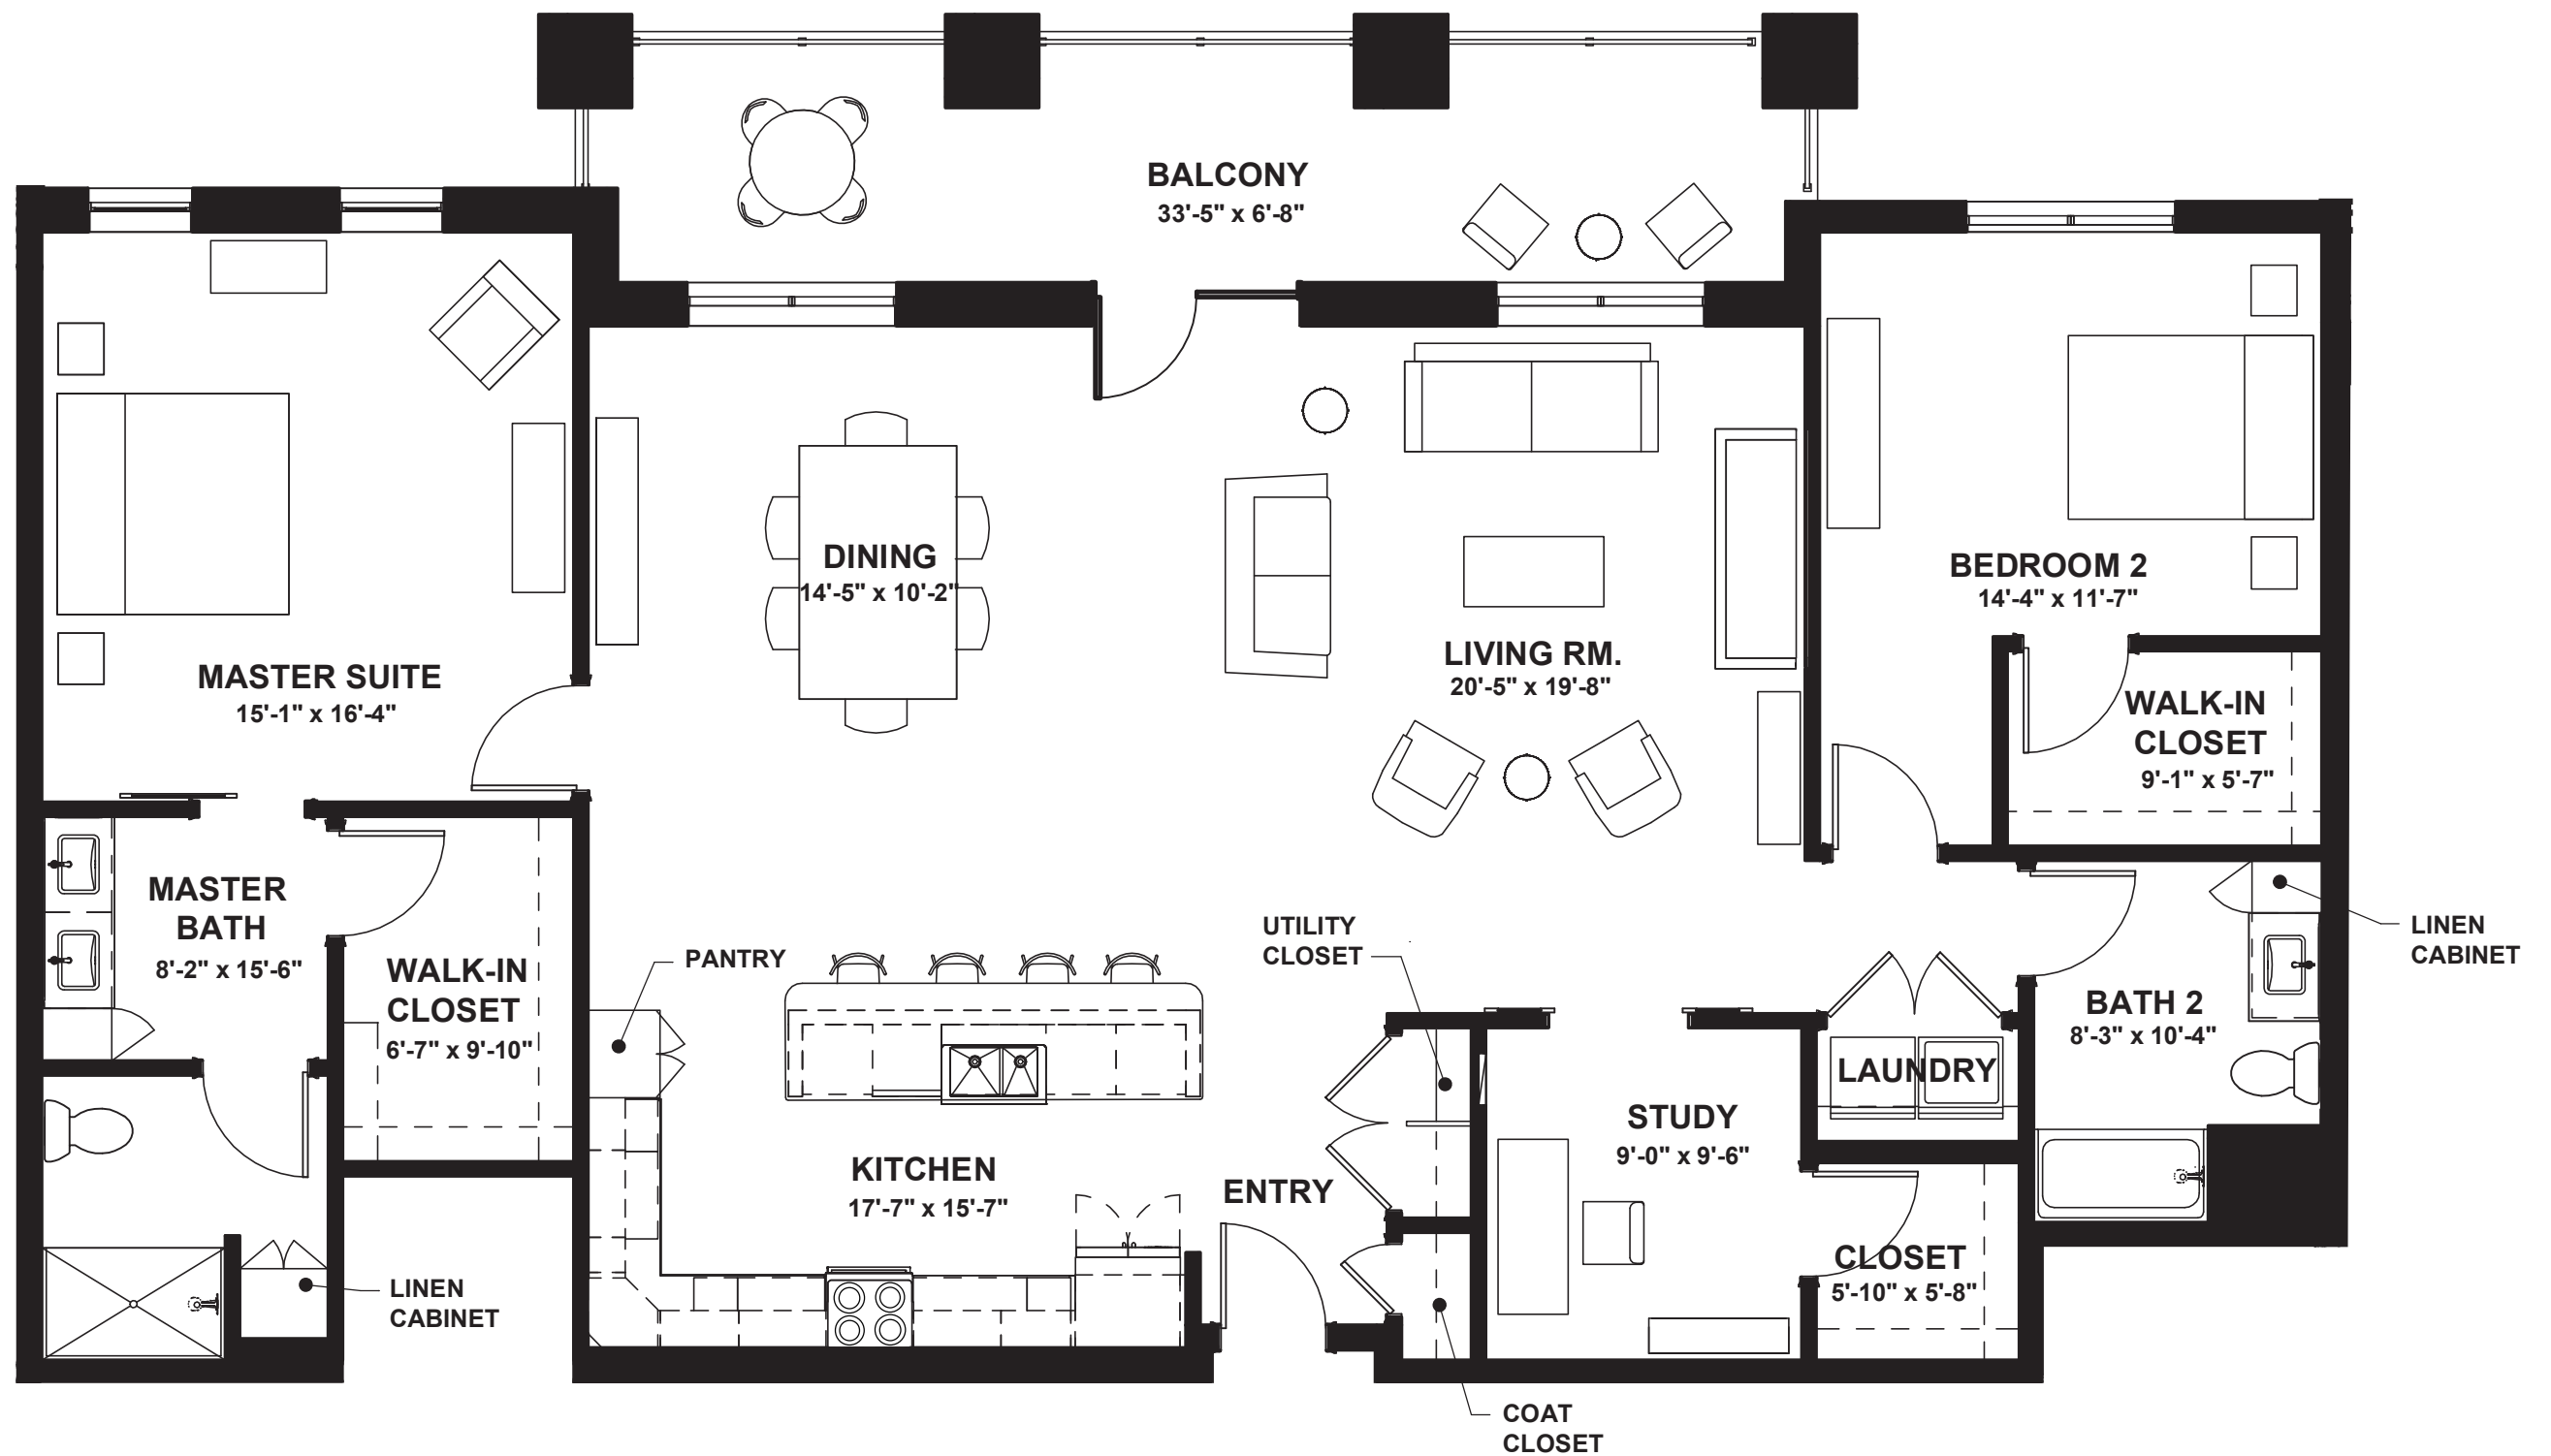 BALCONY
33'-5" x 6'-8"
DINING
14'-5" x 10'-2"
BEDROOM 2
14'-4" x 11'-7"
LIVING RM.
20'-5" x 19'-8"
MASTER SUITE
15'-1" x 16'-4"
WALK-IN
CLOSET
9'-1" x 5'-7"
MASTER
BATH
8'-2" x 15'-6"
WALK-IN
CLOSET
6'-7" x 9'-10"
PANTRY
UTILITY
CLOSET
LINEN
CABINET
BATH 2
8'-3" x 10'-4"
LAUNDRY
STUDY
9'-0" x 9'-6"
KITCHEN
17'-7" x 15'-7"
ENTRY
CLOSET
5'-10" x 5'-8"
LINEN
CABINET
COAT
CLOSET